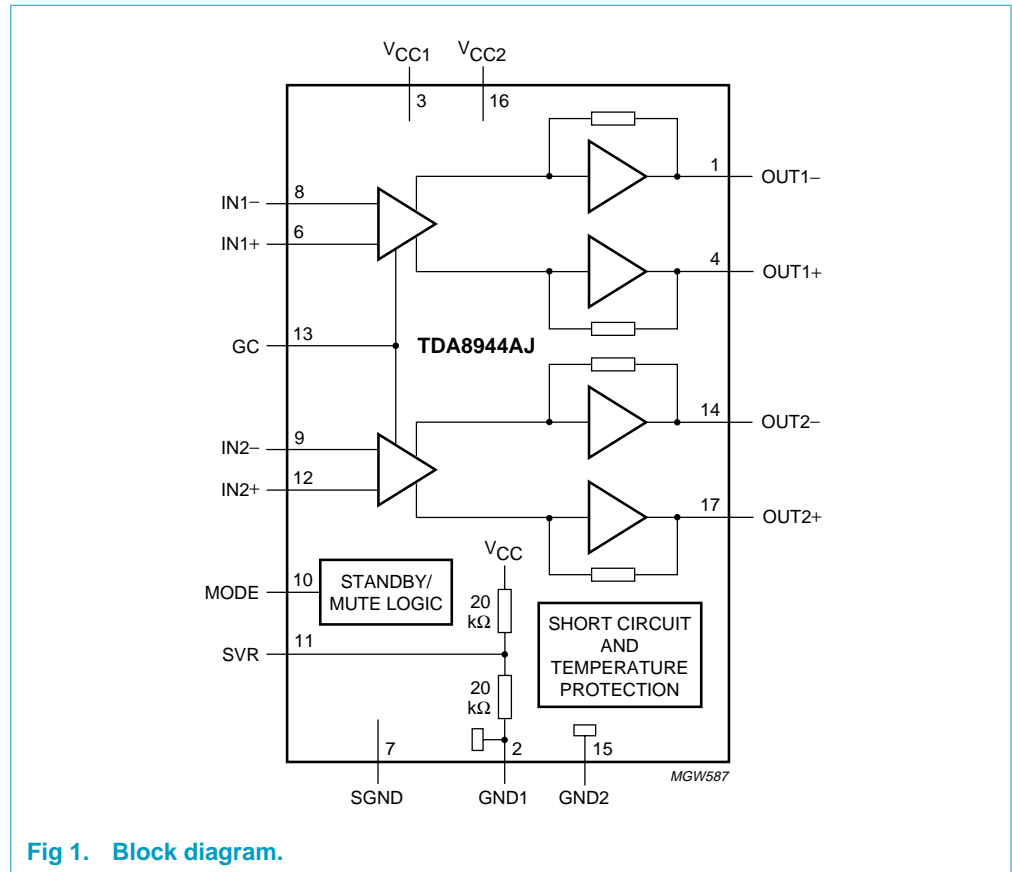 VCC1 VCC2
3 16
1 OUT1−
IN1− 8
IN1+ 6
4 OUT1+
GC 13
TDA8944AJ
IN2− 9
14 OUT2−
IN2+ 12
17 OUT2+
VCC
MODE 10
STANDBY/
MUTE LOGIC
20
kΩ
SVR 11
SHORT CIRCUIT
AND
TEMPERATURE
PROTECTION
20
kΩ
7 2 15
MGW587
SGND GND1 GND2
Fig 1. Block diagram.